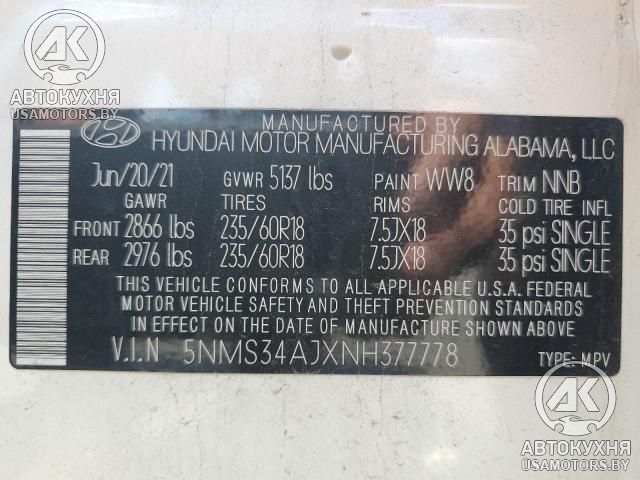 AK
АВТОКУХНЯ
USAMOTORS.BY
MANUFACTURED BY
HYUNDAI MOTOR MANUFACTURING ALABAMA, LLC
Jun/20/21 GVWR 5137 lbs PAINT WW8 TRIM NNB
GAWR TIRES RIMS COLD TIRE INFL
FRONT 2866 lbs 235/60R18 7.5JX18 35 psi SINGLE
REAR 2976 lbs 235/60R18 7.5JX18 35 psi SINGLE
THIS VEHICLE CONFORMS TO ALL APPLICABLE U.S.A. FEDERAL
MOTOR VEHICLE SAFETY AND THEFT PREVENTION STANDARDS
IN EFFECT ON THE DATE OF MANUFACTURE SHOWN ABOVE
V.I.N 5NMS34AJXNH377778 TYPE: MPV
AK
АВТОКУХНЯ
USAMOTORS.BY